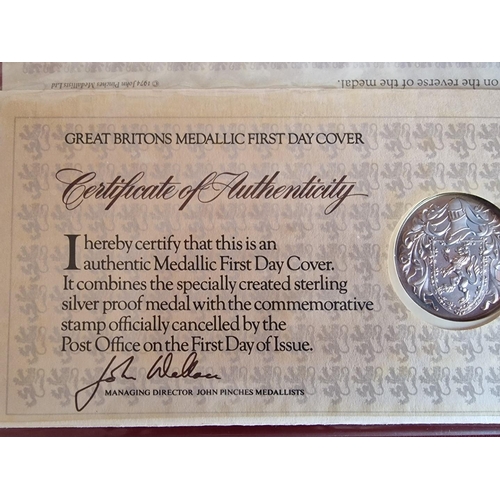 on the reverse of the medal.
© 1974 John Pinches Medallists Ltd
GREAT BRITONS MEDALLIC FIRST DAY COVER
Certificate of Authenticity
I hereby certify that this is an
authentic Medallic First Day Cover.
It combines the specially created sterling
silver proof medal with the commemorative
stamp officially cancelled by the
Post Office on the First Day of Issue.
John Wallace
MANAGING DIRECTOR JOHN PINCHES MEDALLISTS